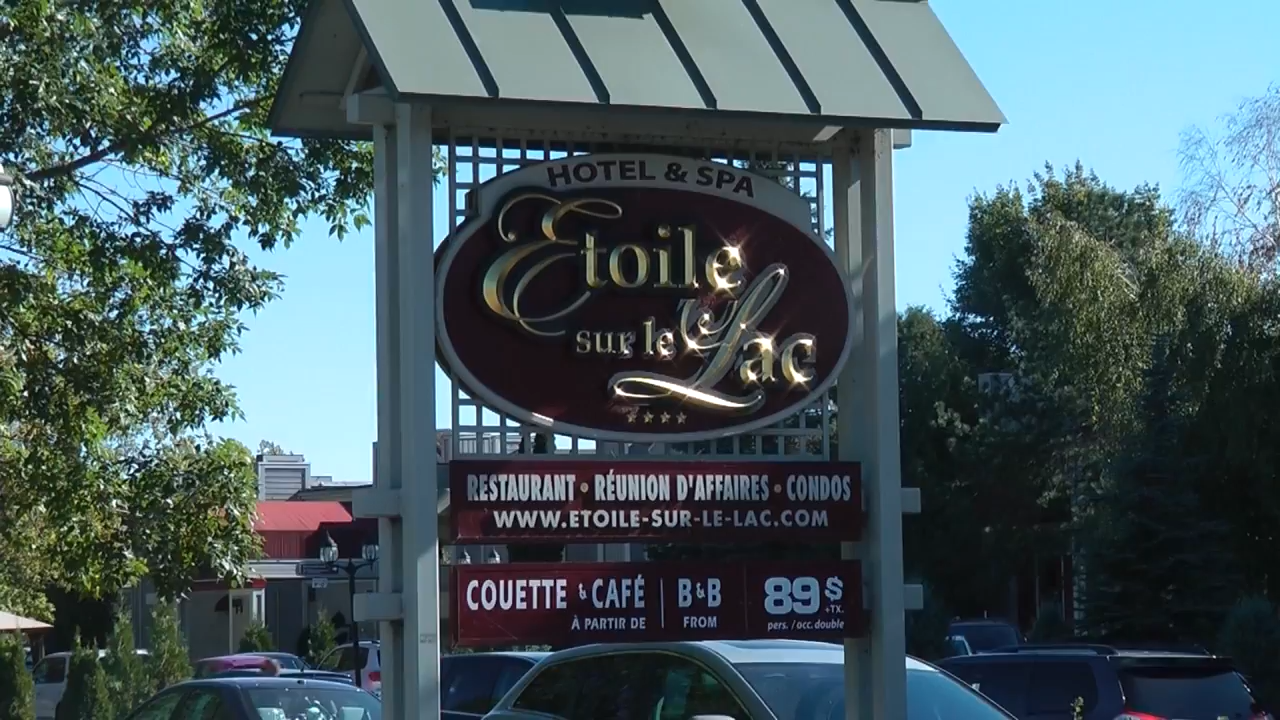 HOTEL & SPA
Etoile
sur le Lac
RESTAURANT • RÉUNION D'AFFAIRES • CONDOS
WWW.ETOILE-SUR-LE-LAC.COM
COUETTE & CAFÉ | B&B | 89$
+TX.
À PARTIR DE FROM pers. / occ. double